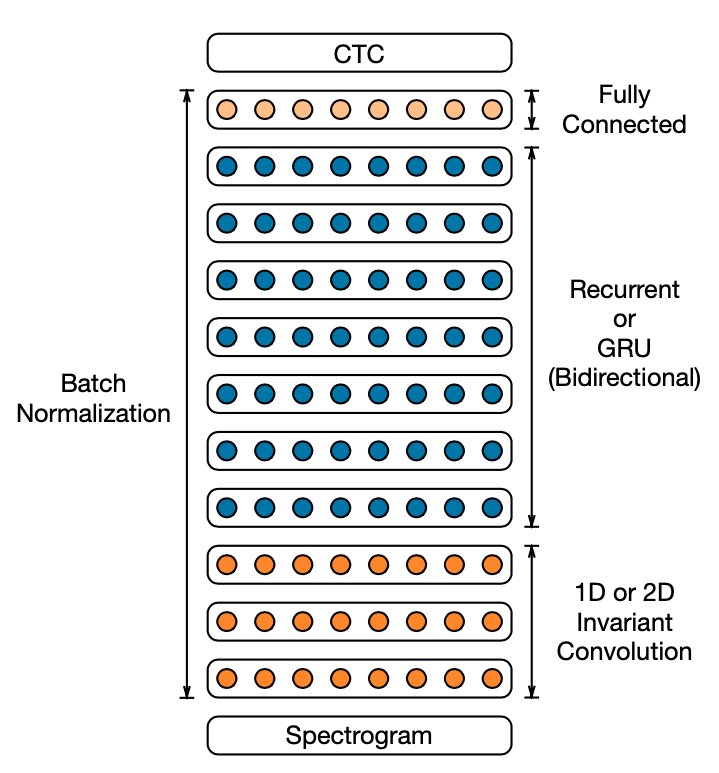 CTC
Fully
Connected
Recurrent
or
GRU
(Bidirectional)
Batch
Normalization
1D or 2D
Invariant
Convolution
Spectrogram